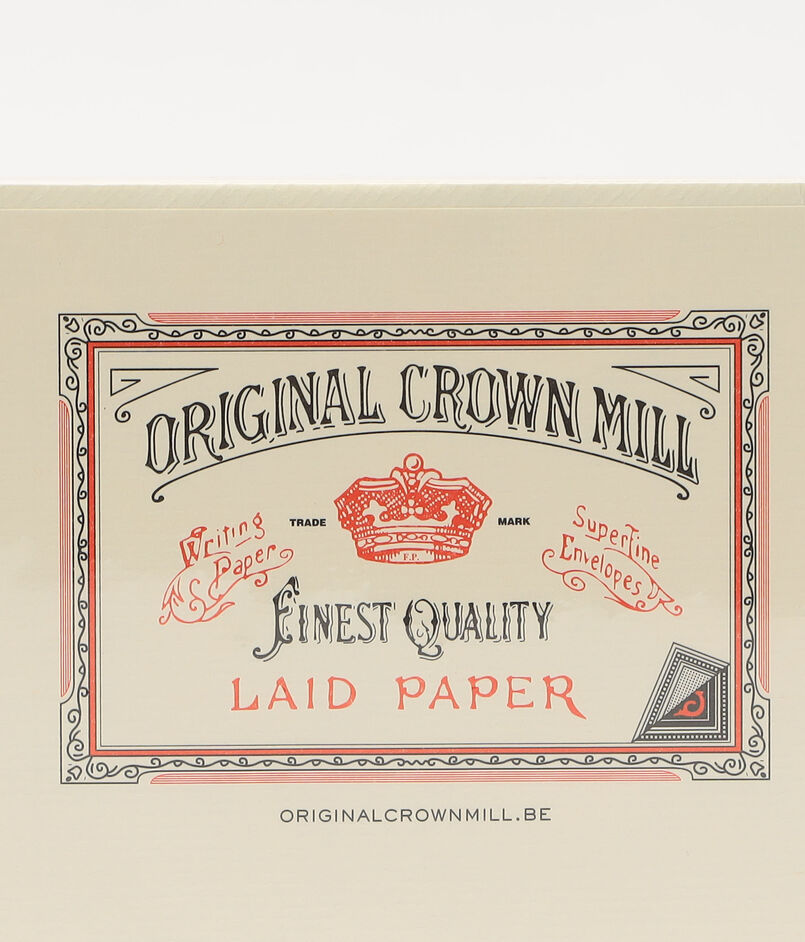 ORIGINAL CROWN MILL
TRADE MARK
F.P.
Writing
Paper
Superfine
Envelopes
FINEST QUALITY
LAID PAPER
ORIGINALCROWNMILL.BE